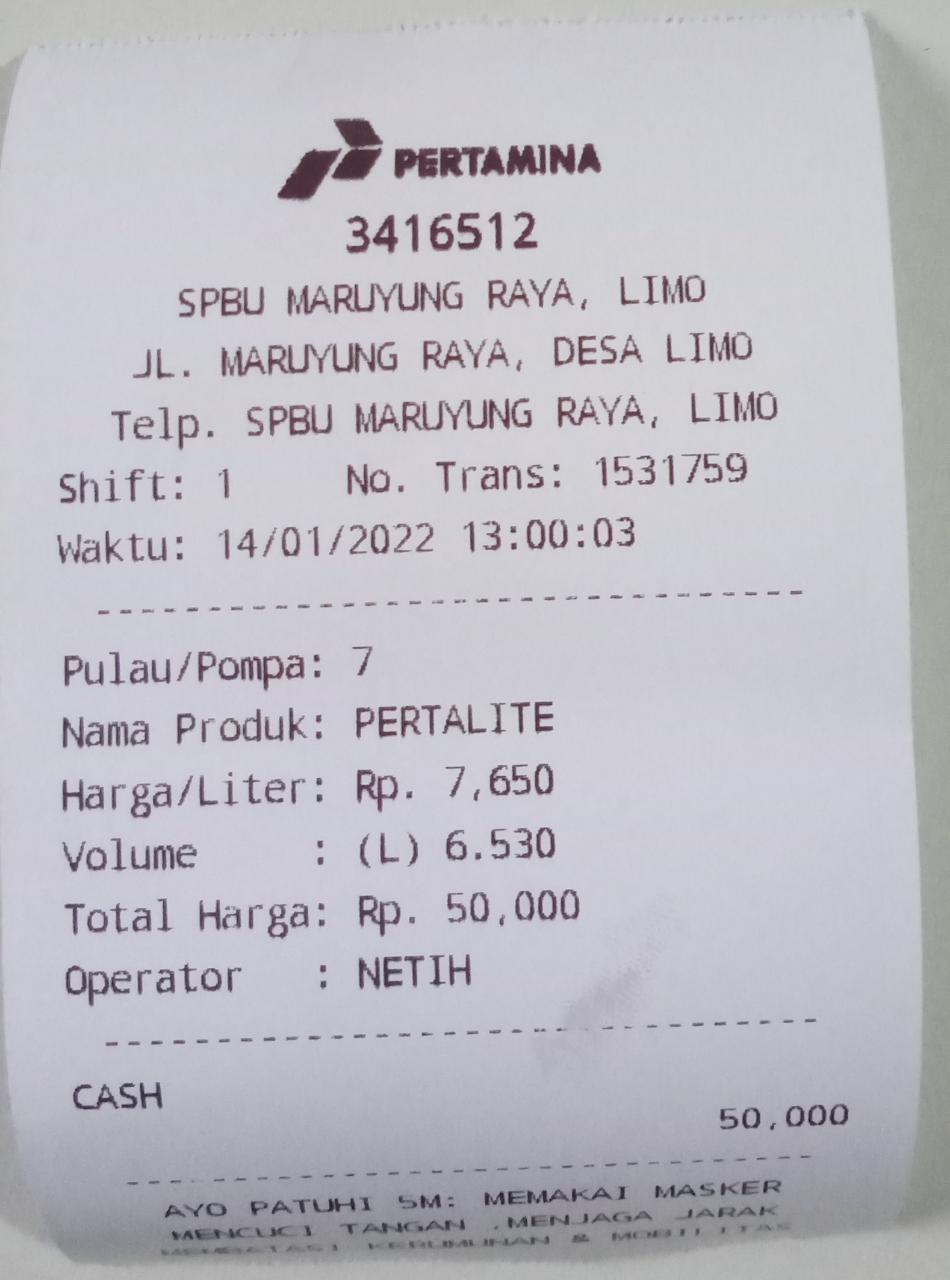 PERTAMINA
3416512
SPBU MARUYUNG RAYA, LIMO
JL. MARUYUNG RAYA, DESA LIMO
Telp. SPBU MARUYUNG RAYA, LIMO
Shift: 1 No. Trans: 1531759
Waktu: 14/01/2022 13:00:03
--------------------------------
Pulau/Pompa: 7
Nama Produk: PERTALITE
Harga/Liter: Rp. 7,650
Volume : (L) 6.530
Total Harga: Rp. 50,000
Operator : NETIH
--------------------------------
CASH
50,000
--------------------------------
AYO PATUHI 5M: MEMAKAI MASKER
MENCUCI TANGAN ,MENJAGA JARAK
MEMBATASI KERUMUNAN & MOBILITAS